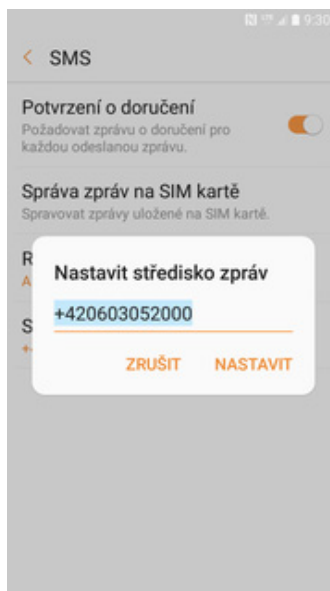 9:30
SMS
Potvrzení o doručení
Požadovat zprávu o doručení pro
každou odeslanou zprávu.
Správa zpráv na SIM kartě
Spravovat zprávy uložené na SIM kartě.
R
A
Nastavit středisko zpráv
+420603052000
S
ZRUŠIT NASTAVIT